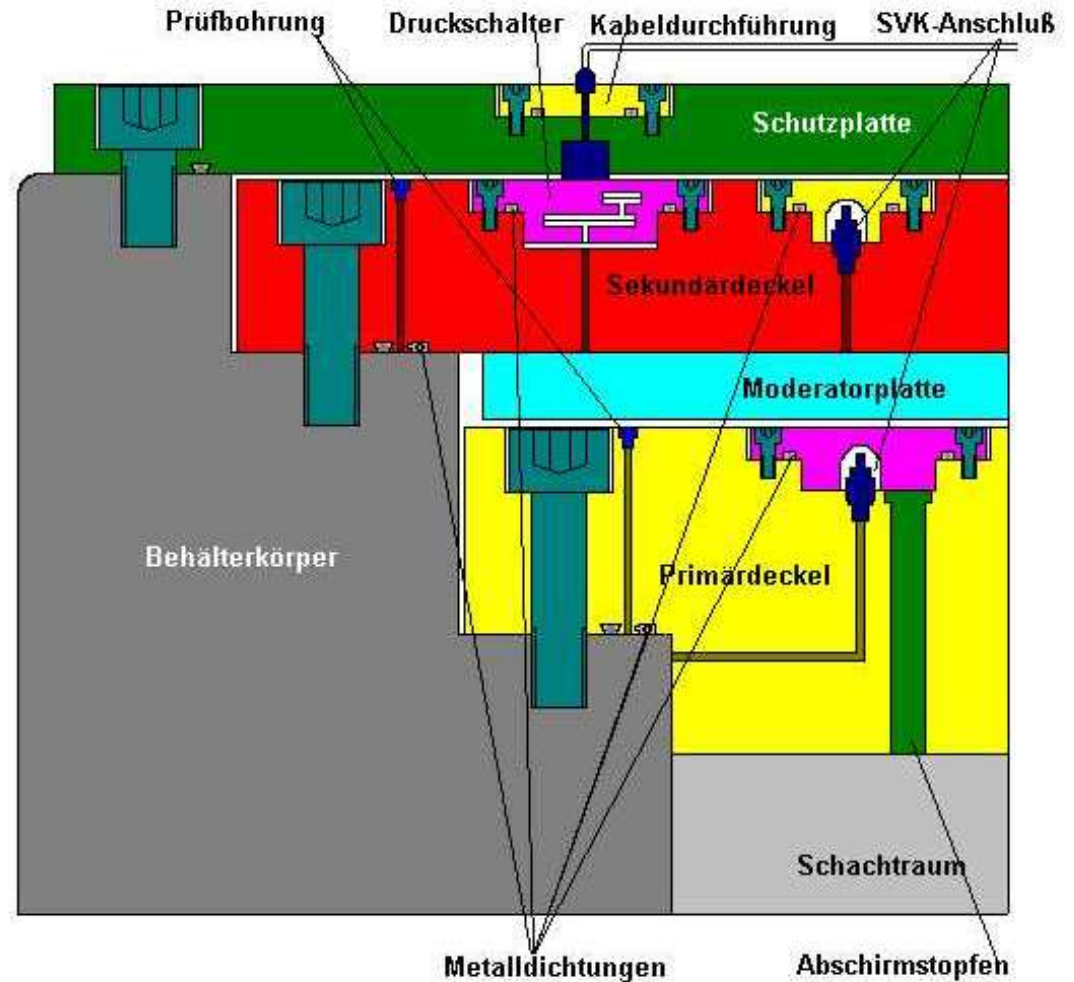 Prüfbohrung Druckschalter Kabeldurchführung SVK-Anschluß
Schutzplatte
Sekundärdeckel
Moderatorplatte
Behälterkörper
Primärdeckel
Schachtraum
Metalldichtungen Abschirmstopfen